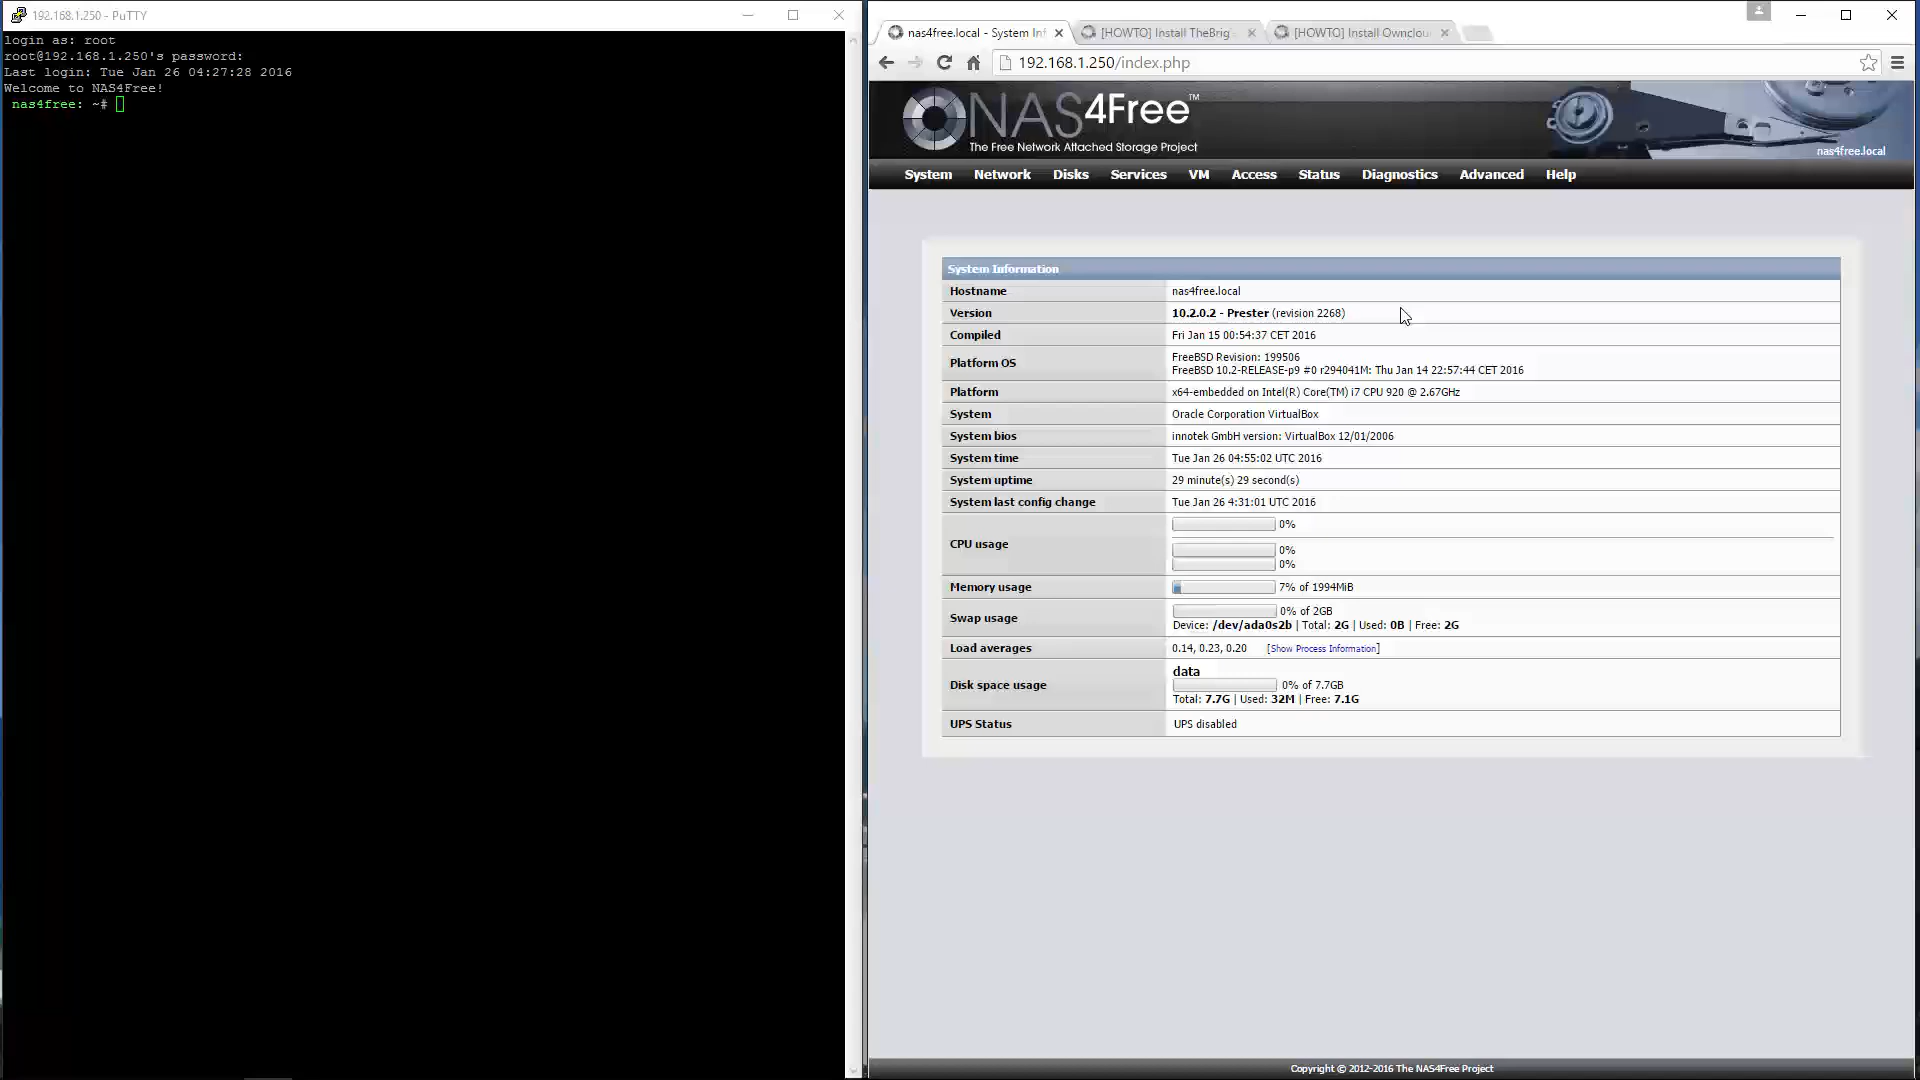 192.168.1.250 - PuTTY
login as: root
root@192.168.1.250's password:
Last login: Tue Jan 26 04:27:28 2016
Welcome to NAS4Free!
nas4free: ~#
nas4free.local - System Inf
[HOWTO] Install TheBrig
[HOWTO] Install Ownclou
192.168.1.250/index.php
NAS4Free™
The Free Network Attached Storage Project
nas4free.local
System Network Disks Services VM Access Status Diagnostics Advanced Help
System Information
Hostname nas4free.local
Version 10.2.0.2 - Prester (revision 2268)
Compiled Fri Jan 15 00:54:37 CET 2016
Platform OS FreeBSD Revision: 199506
FreeBSD 10.2-RELEASE-p9 #0 r294041M: Thu Jan 14 22:57:44 CET 2016
Platform x64-embedded on Intel(R) Core(TM) i7 CPU 920 @ 2.67GHz
System Oracle Corporation VirtualBox
System bios innotek GmbH version: VirtualBox 12/01/2006
System time Tue Jan 26 04:55:02 UTC 2016
System uptime 29 minute(s) 29 second(s)
System last config change Tue Jan 26 4:31:01 UTC 2016
CPU usage 0%
0%
0%
Memory usage 7% of 1994MiB
Swap usage 0% of 2GB
Device: /dev/ada0s2b | Total: 2G | Used: 0B | Free: 2G
Load averages 0.14, 0.23, 0.20 [Show Process Information]
Disk space usage data
0% of 7.7GB
Total: 7.7G | Used: 32M | Free: 7.1G
UPS Status UPS disabled
Copyright © 2012-2016 The NAS4Free Project